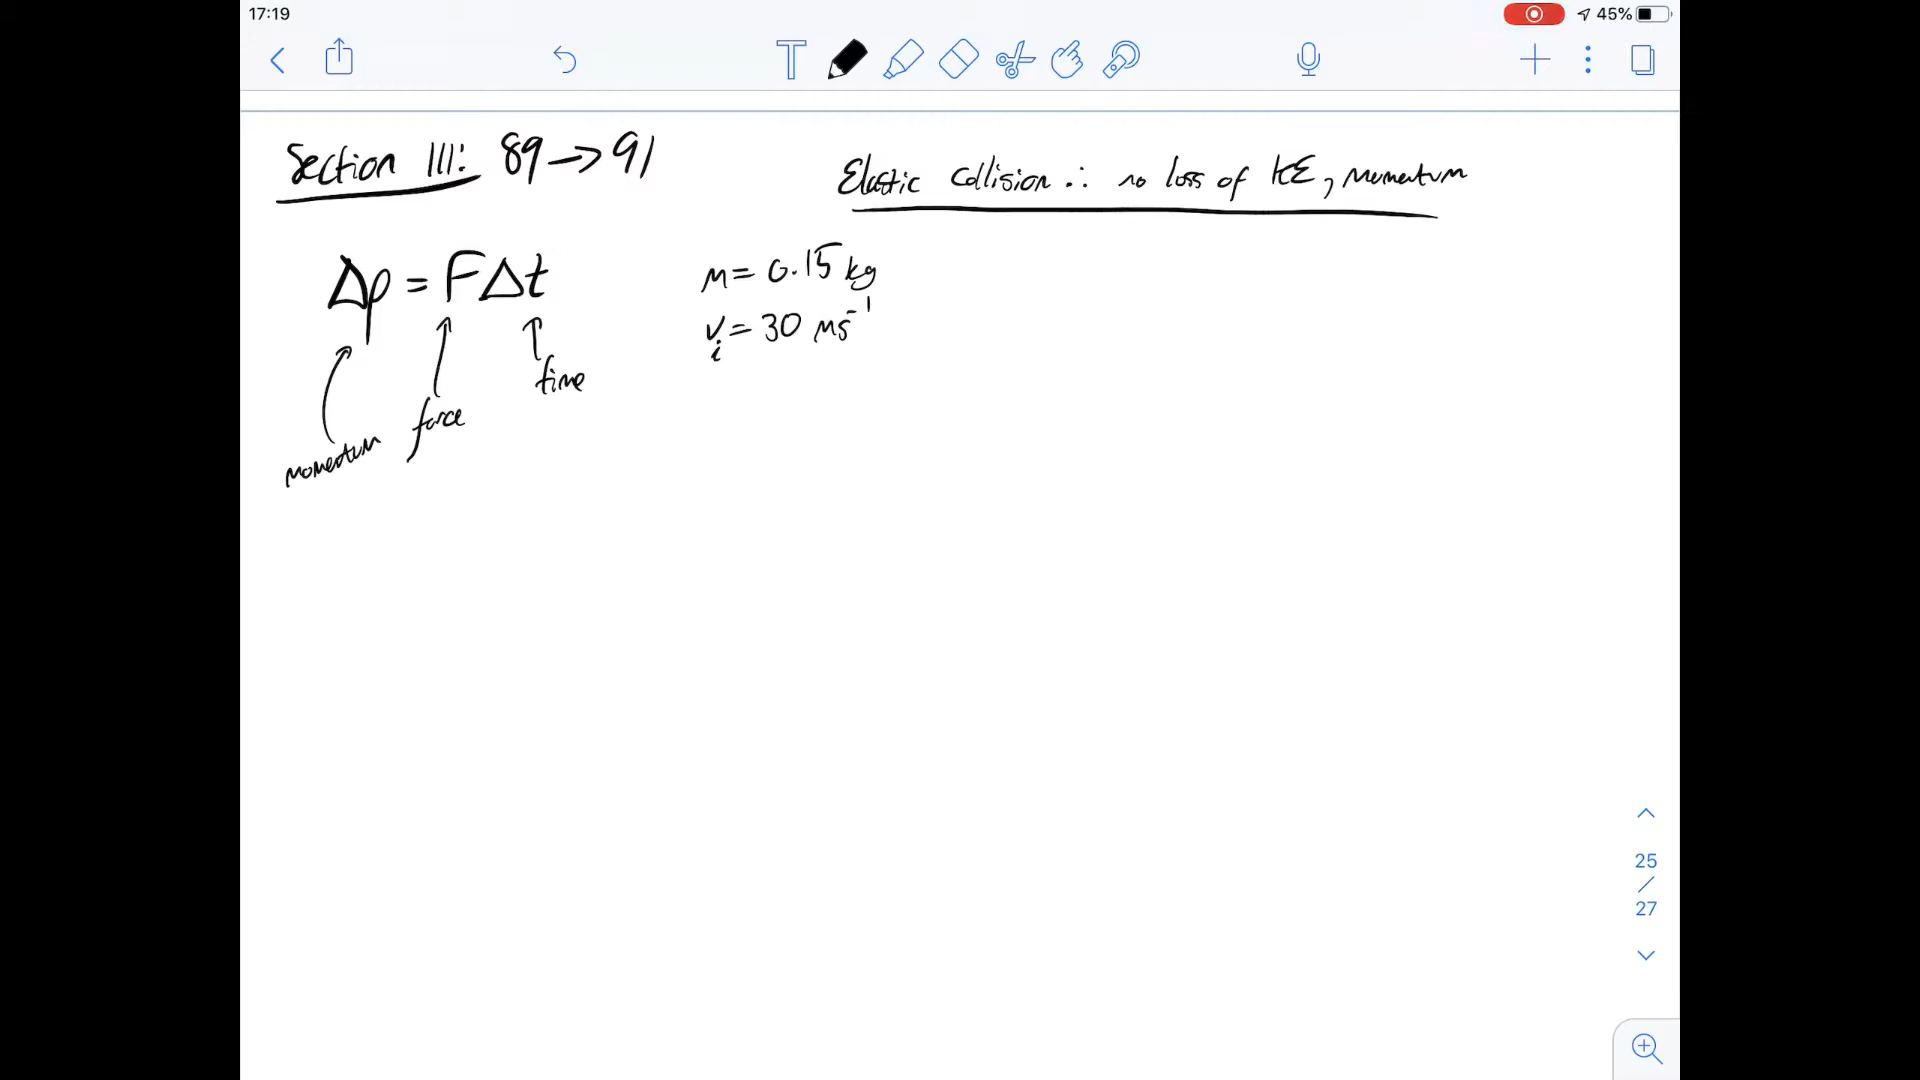 17:19
45%
Section III: 89 → 91
Elastic Collision ∴ no loss of KE, momentum
Δp = FΔt
m = 0.15 kg
v = 30 ms⁻¹
i
time
force
momentum
25
/
27